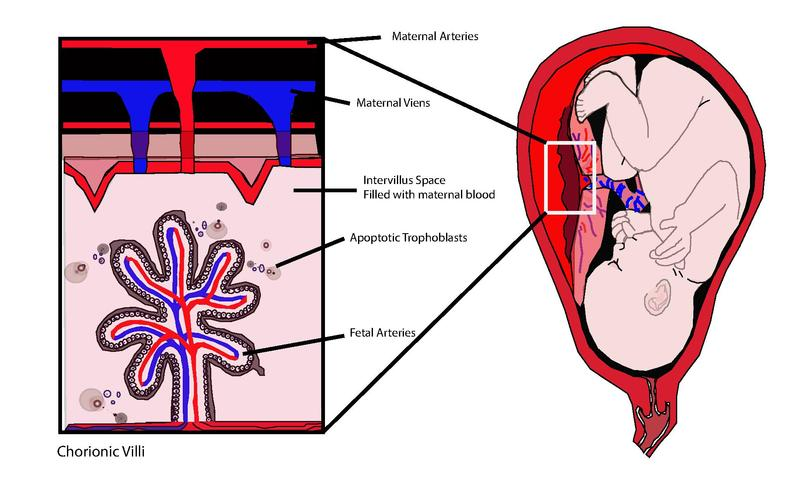 Maternal Arteries
Maternal Viens
Intervillus Space
Filled with maternal blood
Apoptotic Trophoblasts
Fetal Arteries
Chorionic Villi